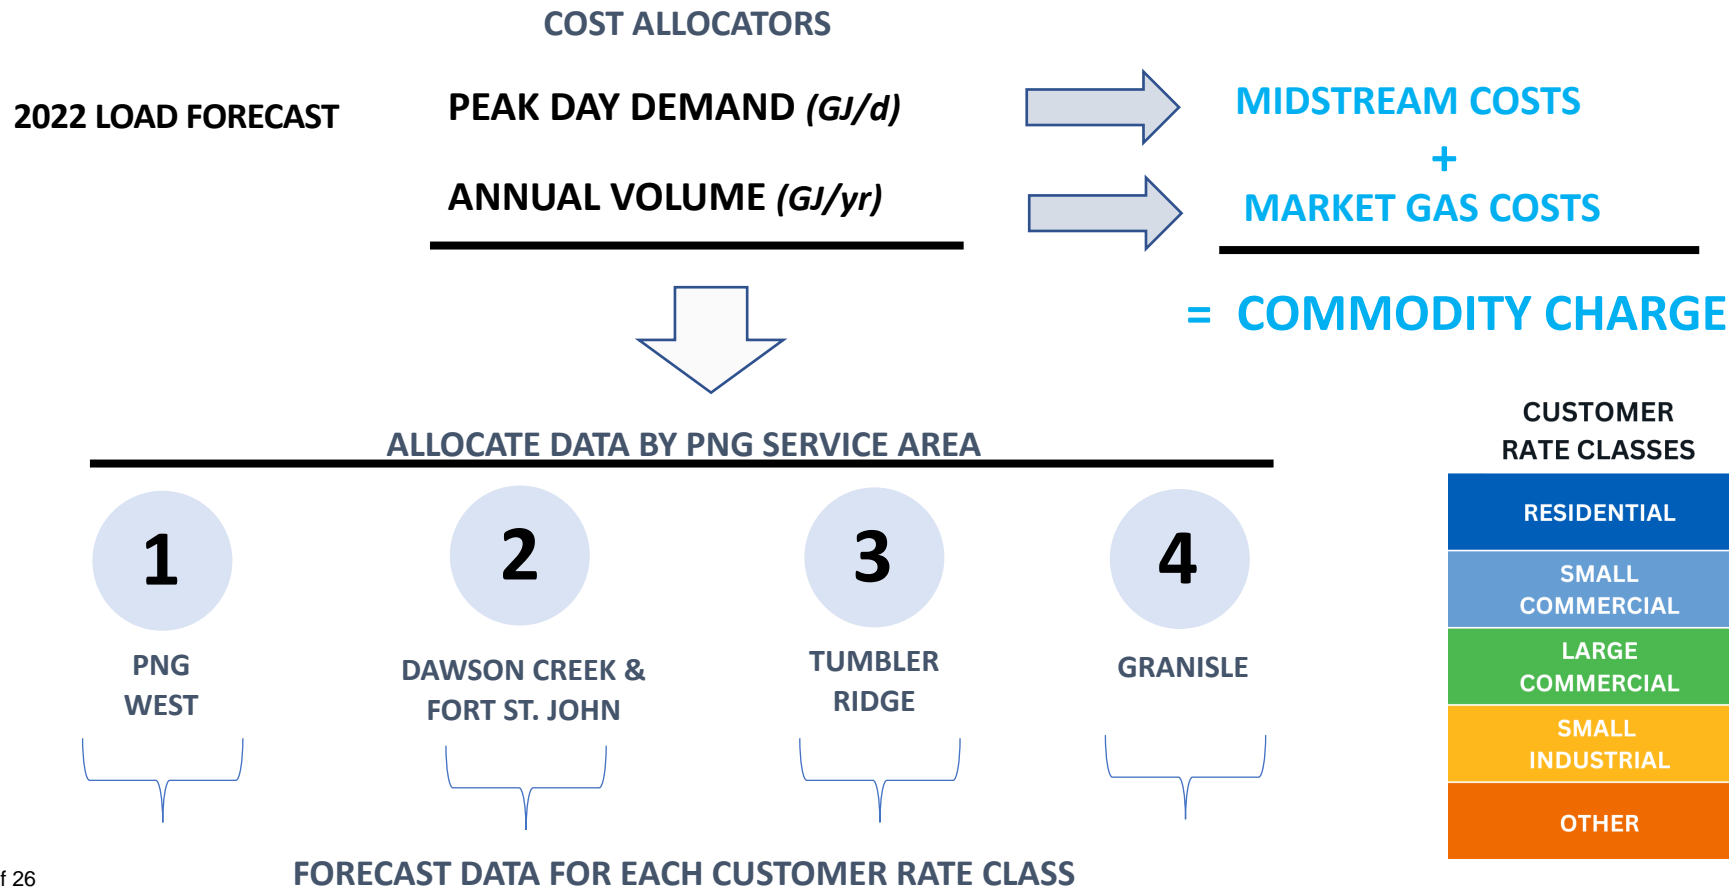 COST ALLOCATORS
2022 LOAD FORECAST
PEAK DAY DEMAND (GJ/d)
MIDSTREAM COSTS
+
ANNUAL VOLUME (GJ/yr)
MARKET GAS COSTS
= COMMODITY CHARGE
ALLOCATE DATA BY PNG SERVICE AREA
1
2
3
4
PNG
WEST
DAWSON CREEK &
FORT ST. JOHN
TUMBLER
RIDGE
GRANISLE
CUSTOMER
RATE CLASSES
RESIDENTIAL
SMALL
COMMERCIAL
LARGE
COMMERCIAL
SMALL
INDUSTRIAL
OTHER
FORECAST DATA FOR EACH CUSTOMER RATE CLASS
f 26